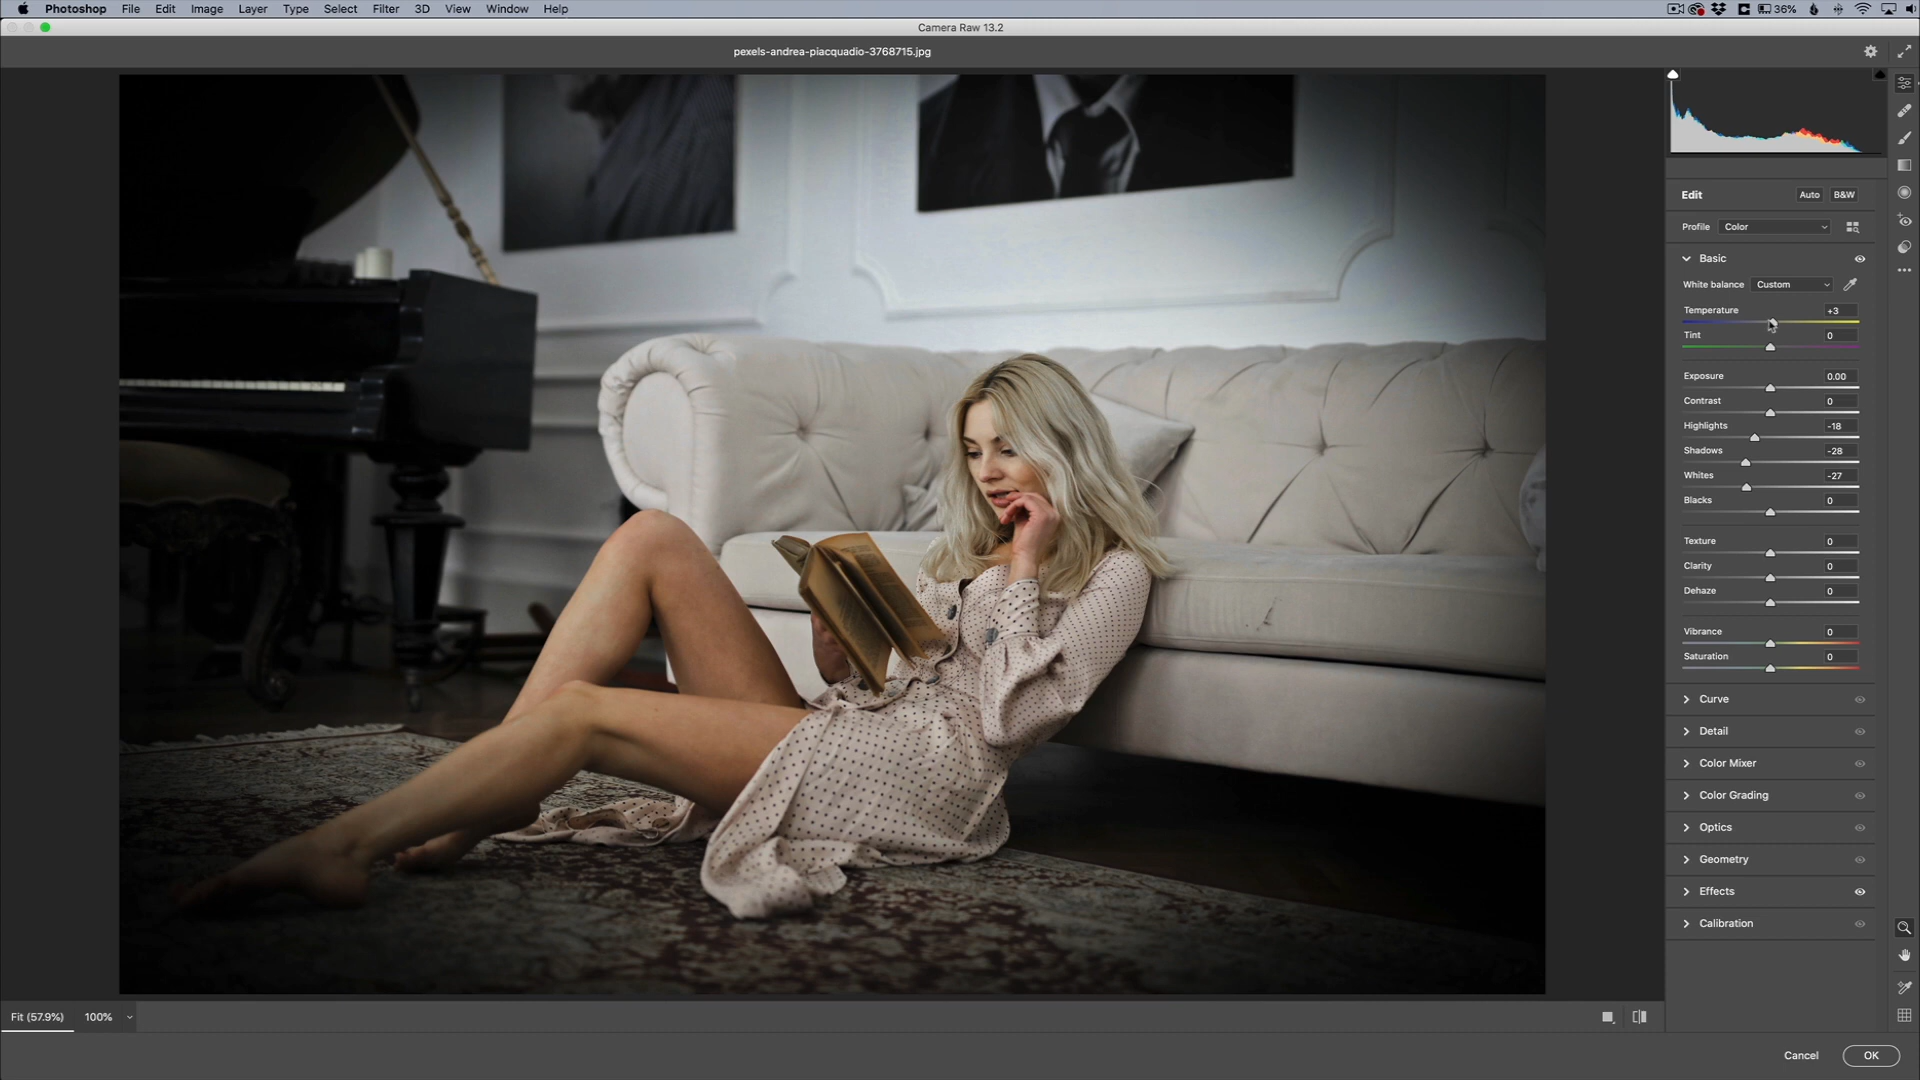 Photoshop File Edit Image Layer Type Select Filter 3D View Window Help 36%
Camera Raw 13.2
pexels-andrea-piacquadio-3768715.jpg
Edit Auto B&W
Profile Color
Basic
White balance Custom
Temperature +3
Tint 0
Exposure 0.00
Contrast 0
Highlights -18
Shadows -28
Whites -27
Blacks 0
Texture 0
Clarity 0
Dehaze 0
Vibrance 0
Saturation 0
Curve
Detail
Color Mixer
Color Grading
Optics
Geometry
Effects
Calibration
Fit (57.9%) 100%
Cancel OK